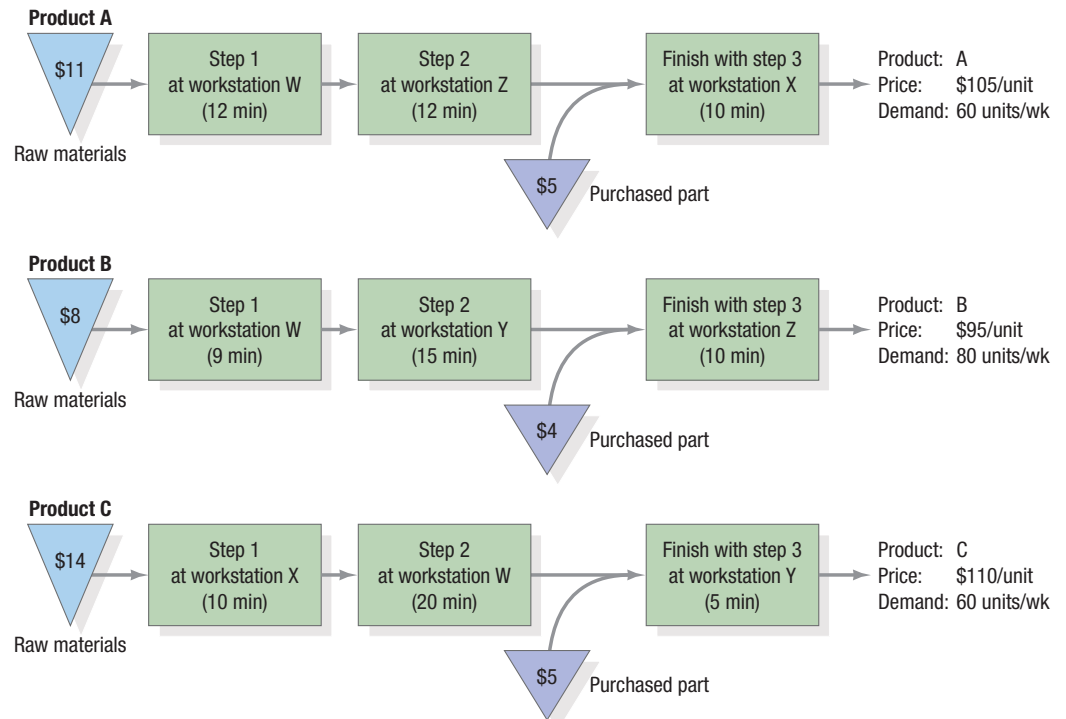 Product A
$11
Raw materials
Step 1
at workstation W
(12 min)
Step 2
at workstation Z
(12 min)
$5
Purchased part
Finish with step 3
at workstation X
(10 min)
Product: A
Price: $105/unit
Demand: 60 units/wk
Product B
$8
Raw materials
Step 1
at workstation W
(9 min)
Step 2
at workstation Y
(15 min)
$4
Purchased part
Finish with step 3
at workstation Z
(10 min)
Product: B
Price: $95/unit
Demand: 80 units/wk
Product C
$14
Raw materials
Step 1
at workstation X
(10 min)
Step 2
at workstation W
(20 min)
$5
Purchased part
Finish with step 3
at workstation Y
(5 min)
Product: C
Price: $110/unit
Demand: 60 units/wk